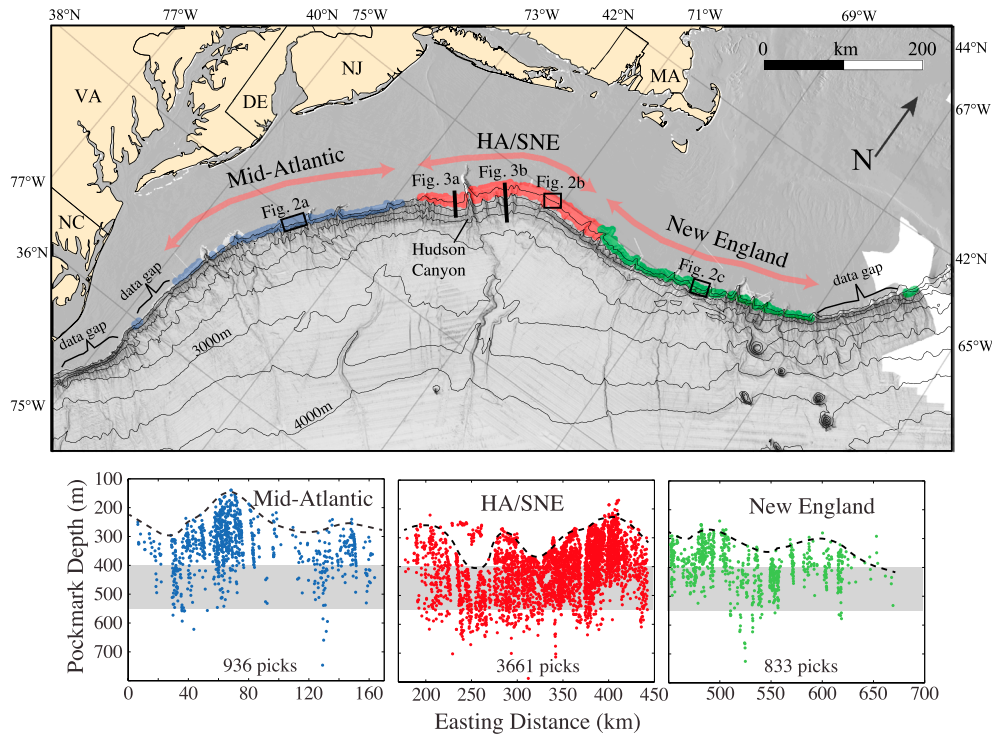 38°N 77°W 40°N 75°W 73°W 42°N 71°W 69°W
44°N
0 km 200
MA
NJ
VA
DE
67°W
HA/SNE
Mid-Atlantic
N
77°W
Fig. 3a Fig. 3b Fig. 2b
Fig. 2a
NC
New England
Hudson
Canyon
36°N
42°N
data gap
Fig. 2c
data gap
data gap
3000m
65°W
75°W
4000m
Pockmark Depth (m)
100
200
300
400
500
600
700
Mid-Atlantic
936 picks
0 40 80 120 160
HA/SNE
3661 picks
200 250 300 350 400 450
New England
833 picks
500 550 600 650 700
Easting Distance (km)